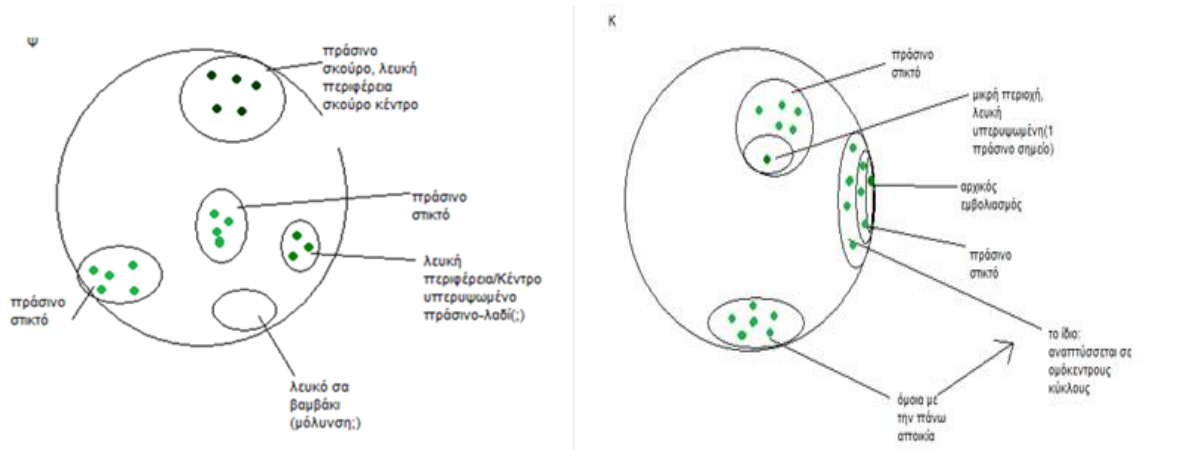 Ψ
πράσινο
σκούρο, λευκή
περιφέρεια
σκούρο κέντρο
πράσινο
στικτό
λευκή
περιφέρεια/Κέντρο
υπερυψωμένο
πράσινο-λαδί(;)
πράσινο
στικτό
λευκό σα
βαμβάκι
(μόλυνση;)
Κ
πράσινο
στικτό
μικρή περιοχή,
λευκή
υπερυψωμένη(1
πράσινο σημείο)
αρχικός
εμβολιασμός
πράσινο
στικτό
το ίδιο:
αναπτύσσεται σε
ομόκεντρους
κύκλους
όμοια με
την πάνω
αποικία